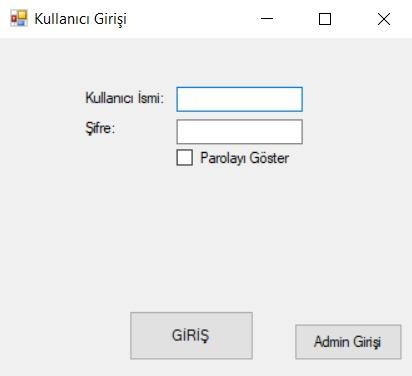 Kullanıcı Girişi
Kullanıcı İsmi:
Şifre:
Parolayı Göster
GİRİŞ
Admin Girişi